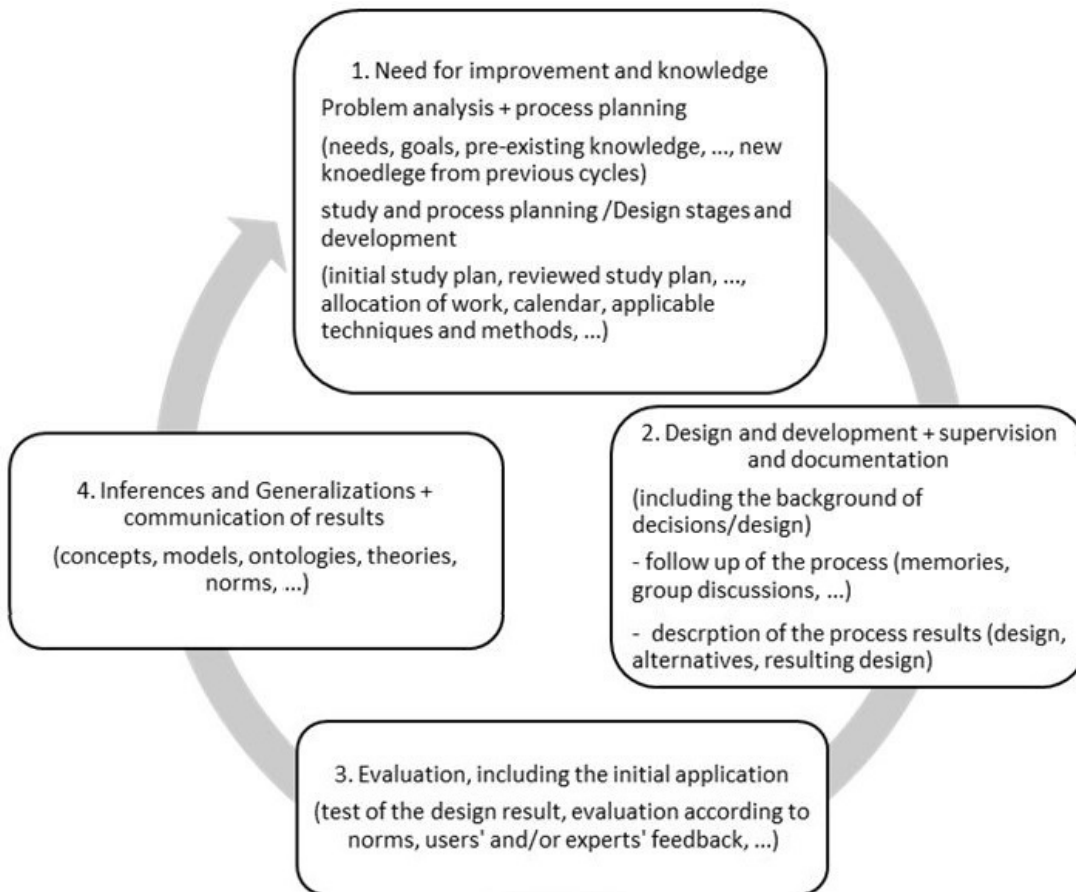 1. Need for improvement and knowledge
Problem analysis + process planning
(needs, goals, pre-existing knowledge, ..., new
knoedlege from previous cycles)
study and process planning /Design stages and
development
(initial study plan, reviewed study plan, ...,
allocation of work, calendar, applicable
techniques and methods, ...)
2. Design and development + supervision
and documentation
(including the background of
decisions/design)
- follow up of the process (memories,
group discussions, ...)
- descrption of the process results (design,
alternatives, resulting design)
3. Evaluation, including the initial application
(test of the design result, evaluation according to
norms, users' and/or experts' feedback, ...)
4. Inferences and Generalizations +
communication of results
(concepts, models, ontologies, theories,
norms, ...)